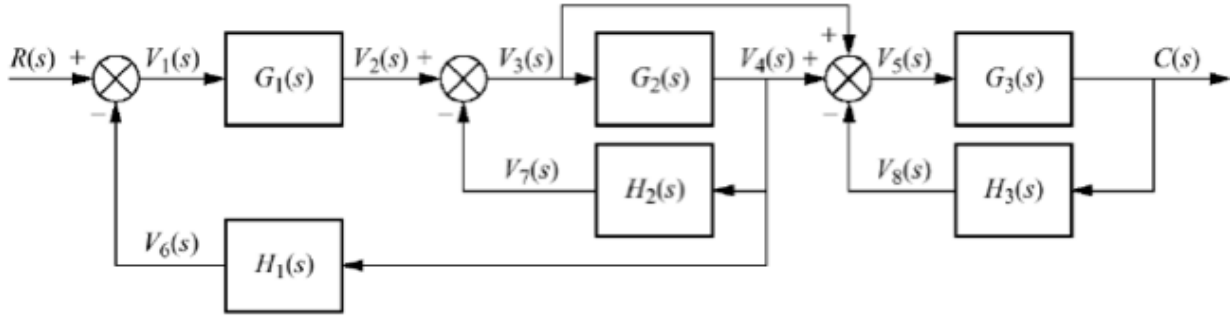 +
R(s) + V₁(s) G₁(s) V₂(s) + V₃(s) G₂(s) V₄(s) + V₅(s) G₃(s) C(s)
− − −
V₇(s) H₂(s) V₈(s) H₃(s)
V₆(s) H₁(s)